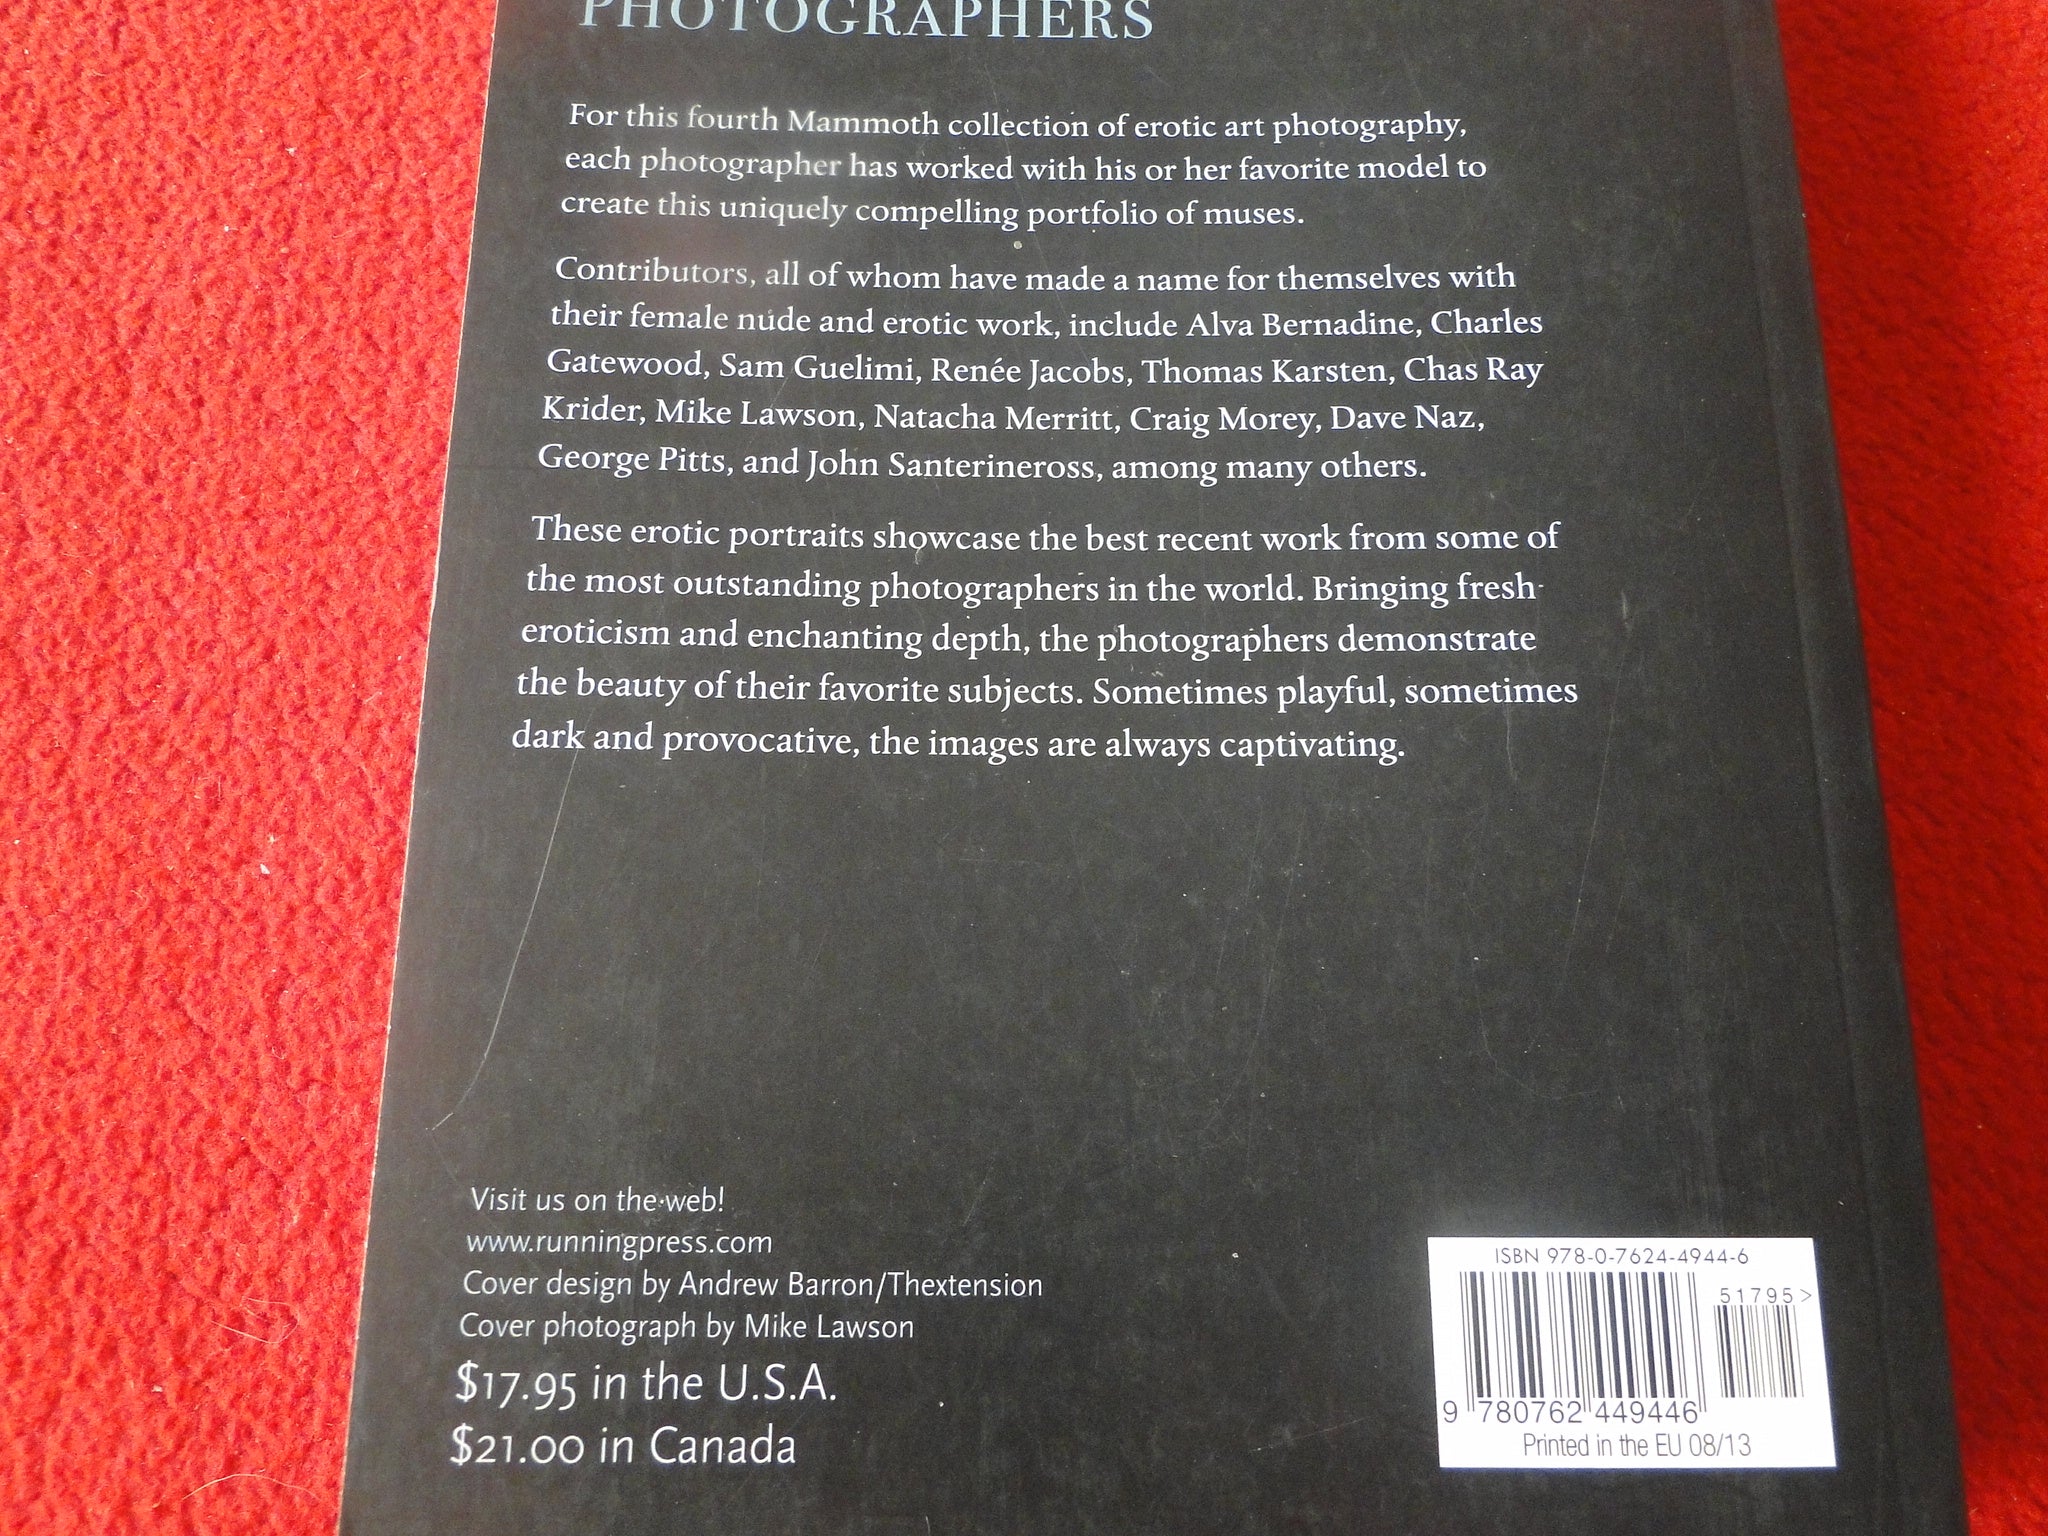 PHOTOGRAPHERS
For this fourth Mammoth collection of erotic art photography,
each photographer has worked with his or her favorite model to
create this uniquely compelling portfolio of muses.
Contributors, all of whom have made a name for themselves with
their female nude and erotic work, include Alva Bernadine, Charles
Gatewood, Sam Guelimi, Renée Jacobs, Thomas Karsten, Chas Ray
Krider, Mike Lawson, Natacha Merritt, Craig Morey, Dave Naz,
George Pitts, and John Santerineross, among many others.
These erotic portraits showcase the best recent work from some of
the most outstanding photographers in the world. Bringing fresh
eroticism and enchanting depth, the photographers demonstrate
the beauty of their favorite subjects. Sometimes playful, sometimes
dark and provocative, the images are always captivating.
Visit us on the web!
www.runningpress.com
Cover design by Andrew Barron/Thextension
Cover photograph by Mike Lawson
$17.95 in the U.S.A.
$21.00 in Canada
ISBN 978-0-7624-4944-6
51795>
9 780762 449446
Printed in the EU 08/13